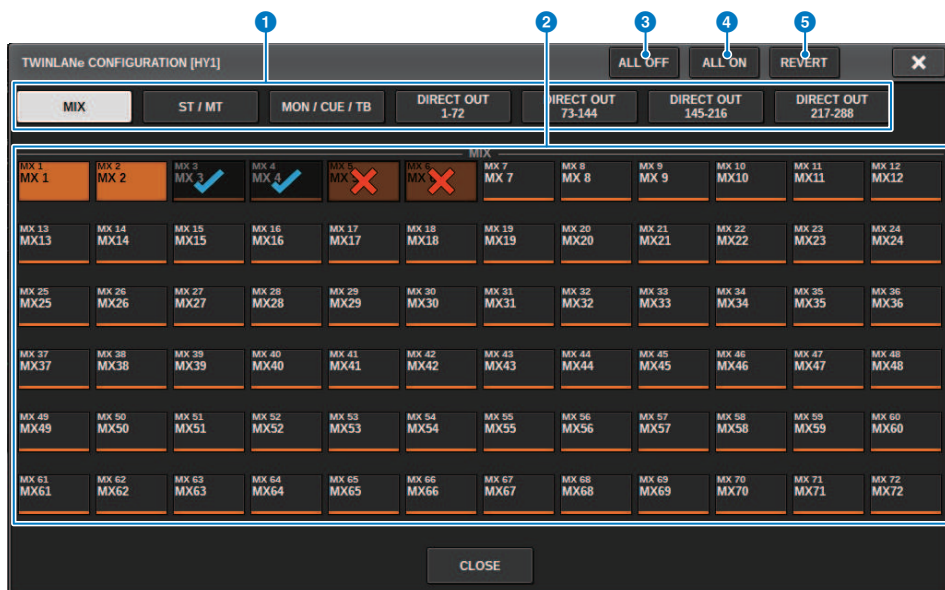 1 2 3 4 5
TWINLANe CONFIGURATION [HY1] ALL OFF ALL ON REVERT
MIX ST / MT MON / CUE / TB DIRECT OUT 1-72 DIRECT OUT 73-144 DIRECT OUT 145-216 DIRECT OUT 217-288
MIX
MX 1 MX 2 MX 3 MX 4 MX 5 MX 6 MX 7 MX 8 MX 9 MX 10 MX 11 MX 12
MX 1 MX 2 MX 3 MX 4 MX MX MX 7 MX 8 MX 9 MX10 MX11 MX12
MX 13 MX 14 MX 15 MX 16 MX 17 MX 18 MX 19 MX 20 MX 21 MX 22 MX 23 MX 24
MX13 MX14 MX15 MX16 MX17 MX18 MX19 MX20 MX21 MX22 MX23 MX24
MX 25 MX 26 MX 27 MX 28 MX 29 MX 30 MX 31 MX 32 MX 33 MX 34 MX 35 MX 36
MX25 MX26 MX27 MX28 MX29 MX30 MX31 MX32 MX33 MX34 MX35 MX36
MX 37 MX 38 MX 39 MX 40 MX 41 MX 42 MX 43 MX 44 MX 45 MX 46 MX 47 MX 48
MX37 MX38 MX39 MX40 MX41 MX42 MX43 MX44 MX45 MX46 MX47 MX48
MX 49 MX 50 MX 51 MX 52 MX 53 MX 54 MX 55 MX 56 MX 57 MX 58 MX 59 MX 60
MX49 MX50 MX51 MX52 MX53 MX54 MX55 MX56 MX57 MX58 MX59 MX60
MX 61 MX 62 MX 63 MX 64 MX 65 MX 66 MX 67 MX 68 MX 69 MX 70 MX 71 MX 72
MX61 MX62 MX63 MX64 MX65 MX66 MX67 MX68 MX69 MX70 MX71 MX72
CLOSE